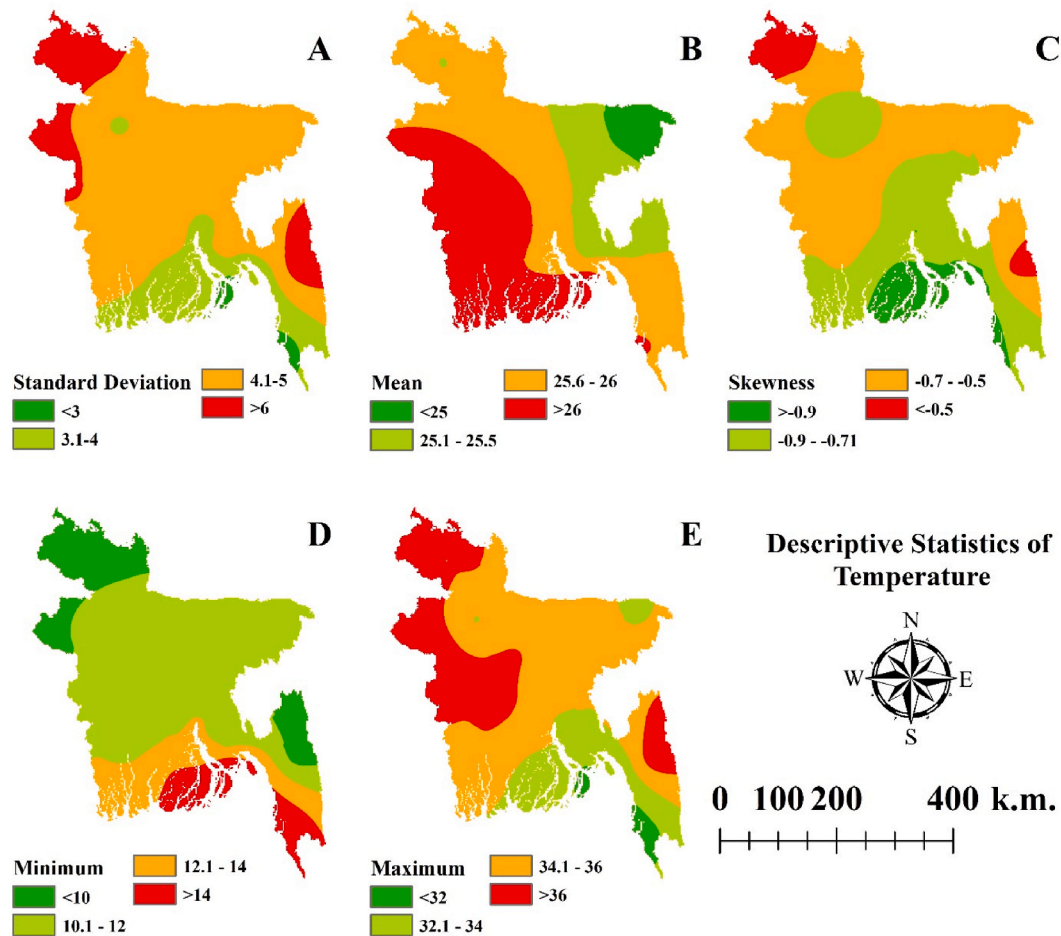 A
B
C
Standard Deviation
<3
3.1-4
4.1-5
>6
Mean
<25
25.1 - 25.5
25.6 - 26
>26
Skewness
>-0.9
-0.9 - -0.71
-0.7 - -0.5
<-0.5
D
E
Descriptive Statistics of
Temperature
N
W
E
S
0 100 200 400 k.m.
Minimum
<10
10.1 - 12
12.1 - 14
>14
Maximum
<32
32.1 - 34
34.1 - 36
>36